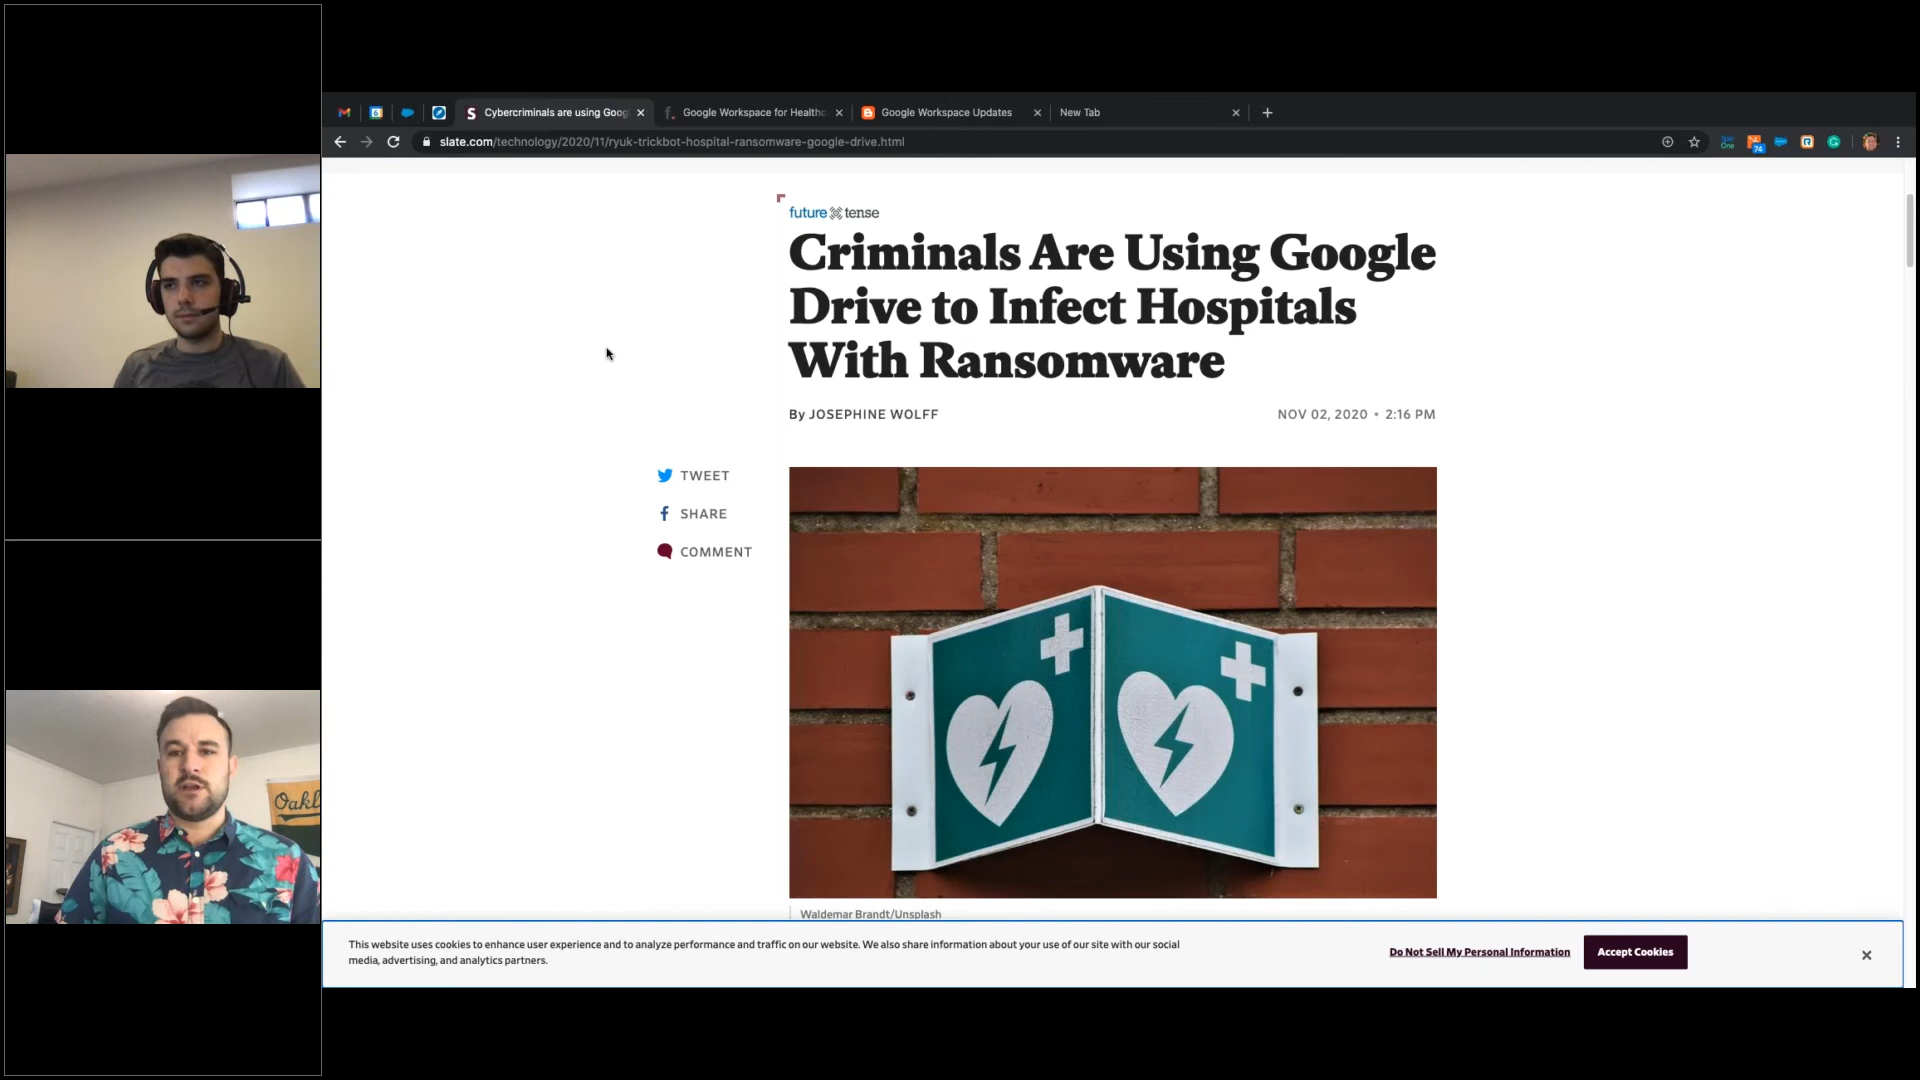 Cybercriminals are using Goog
Google Workspace for Healthc
Google Workspace Updates
New Tab
slate.com/technology/2020/11/ryuk-trickbot-hospital-ransomware-google-drive.html
74
future tense
Criminals Are Using Google
Drive to Infect Hospitals
With Ransomware
By JOSEPHINE WOLFF
NOV 02, 2020 • 2:16 PM
TWEET
SHARE
COMMENT
Oakl
Waldemar Brandt/Unsplash
This website uses cookies to enhance user experience and to analyze performance and traffic on our website. We also share information about your use of our site with our social
media, advertising, and analytics partners.
Do Not Sell My Personal Information
Accept Cookies